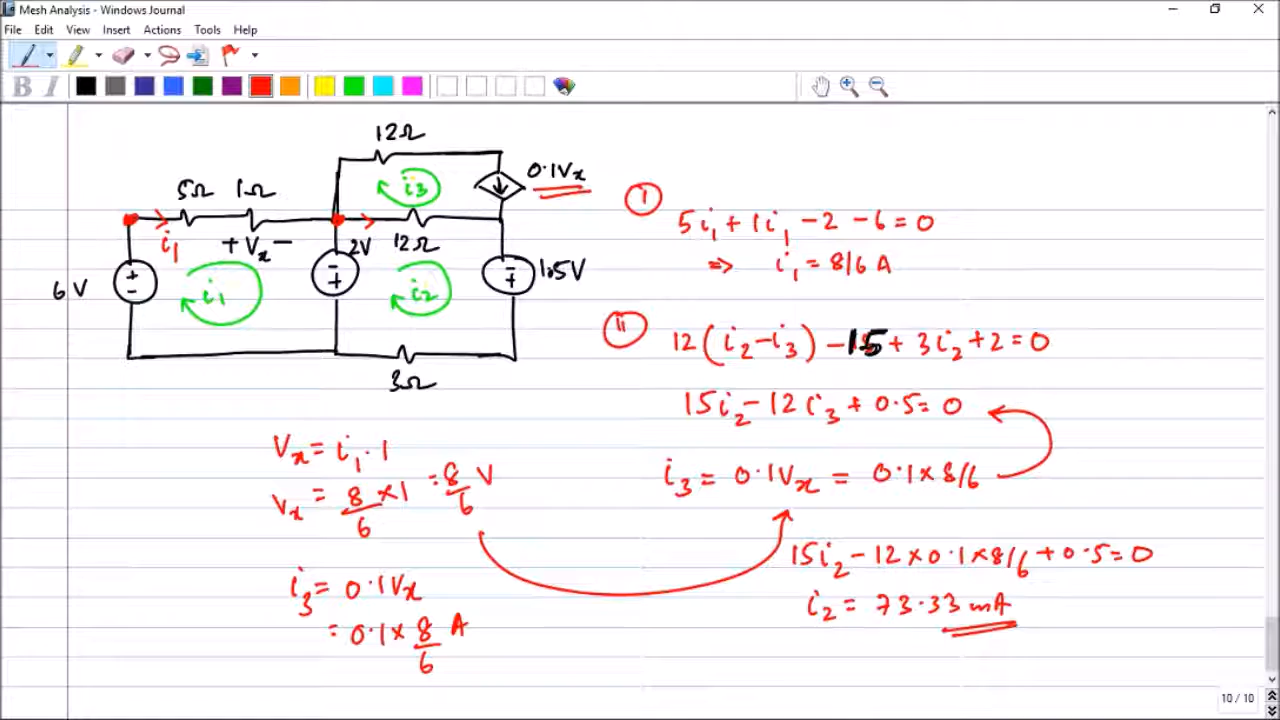 Mesh Analysis - Windows Journal
File Edit View Insert Actions Tools Help
B I
12Ω
0.1Vx
5Ω 1Ω
i3
+ Vx −
i1
2V
12Ω
1.5V
6V
+
-
i1
-
+
i2
-
+
3Ω
I
5i1 + 1i1 − 2 − 6 = 0
⇒ i1 = 8/6 A
II
12(i2 − i3) − 15 + 3i2 + 2 = 0
15i2 − 12i3 + 0.5 = 0
i3 = 0.1Vx = 0.1×8/6
15i2 − 12×0.1×8/6 + 0.5 = 0
i2 = 73.33 mA
Vx = i1 . 1
Vx = 8/6 ×1 = 8/6 V
i3 = 0.1Vx
= 0.1× 8/6 A
10 / 10